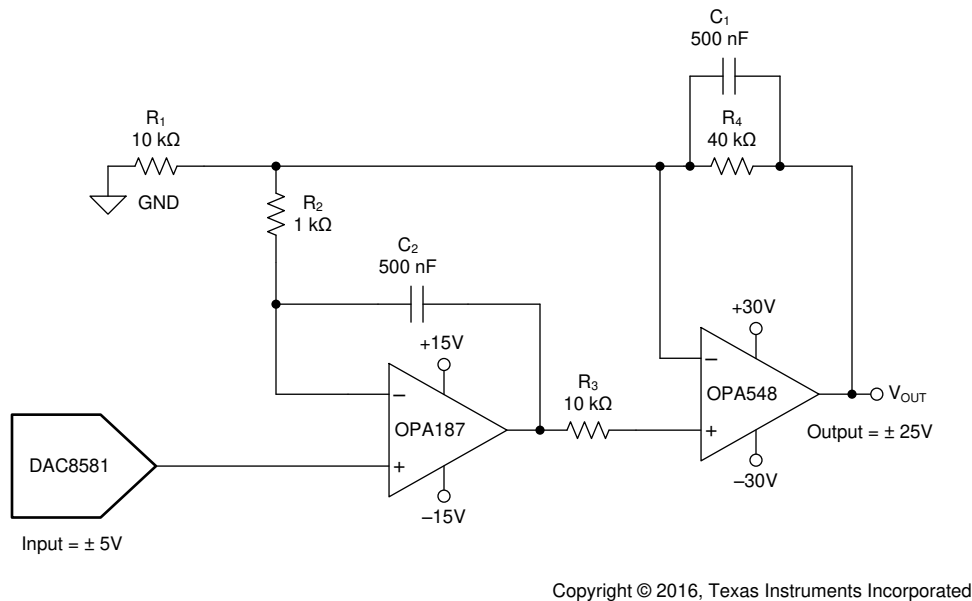 C₁
500 nF
R₁
10 kΩ
R₄
40 kΩ
GND
R₂
1 kΩ
C₂
500 nF
+15V
+30V
R₃
10 kΩ
–
OPA187
+
–15V
–
OPA548
+
–30V
VOUT
Output = ± 25V
DAC8581
Input = ± 5V
Copyright © 2016, Texas Instruments Incorporated